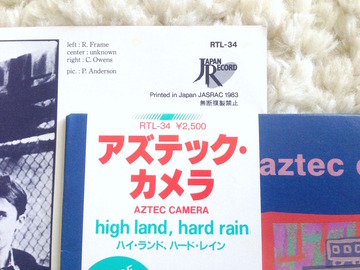 left : R. Frame
center : unknown
right : C. Owens
pic. : P. Anderson
RTL-34
JAPAN
RECORD
Printed in Japan JASRAC 1983
無断複製禁止
RTL-34 ¥2,500
アズテック・
カメラ
AZTEC CAMERA
high land, hard rain
ハイ・ランド、ハード・レイン
aztec c